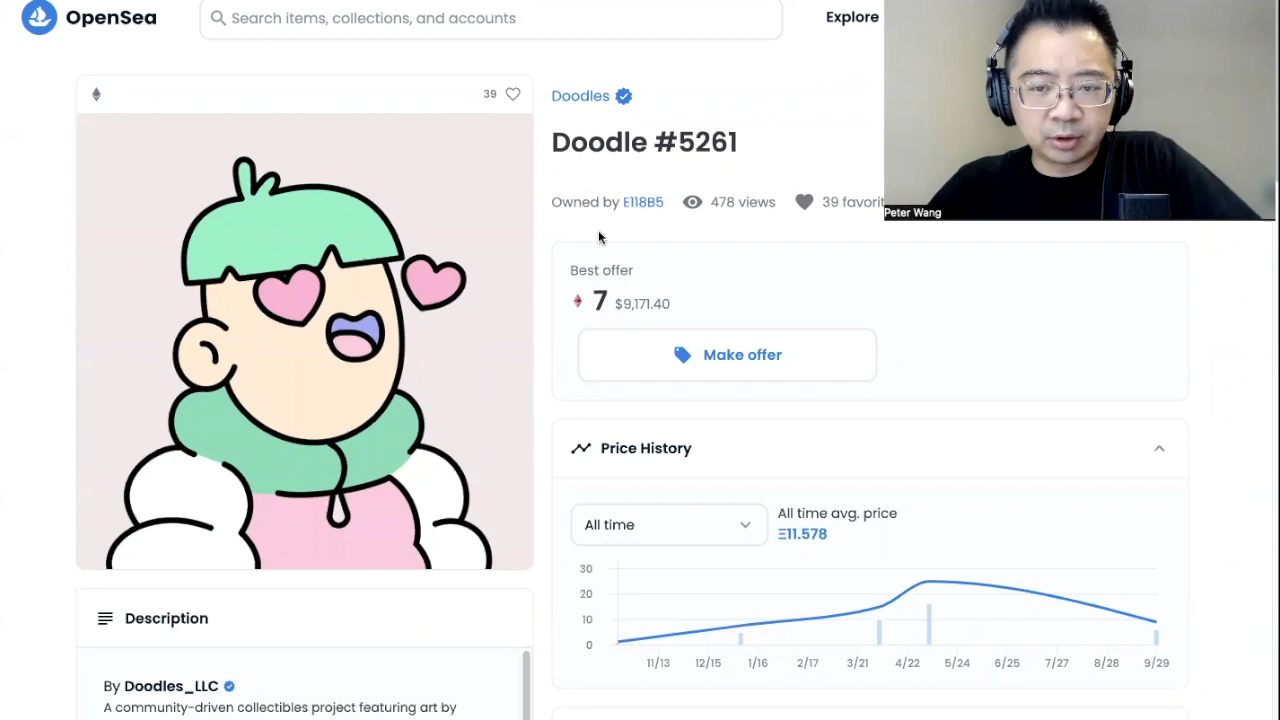 OpenSea
Search items, collections, and accounts
Explore
39
Doodles
Doodle #5261
Owned by E118B5
478 views
39 favorit
Peter Wang
Best offer
7 $9,171.40
Make offer
Price History
All time
All time avg. price
Ξ11.578
30
20
10
0
11/13 12/15 1/16 2/17 3/21 4/22 5/24 6/25 7/27 8/28 9/29
Description
By Doodles_LLC
A community-driven collectibles project featuring art by